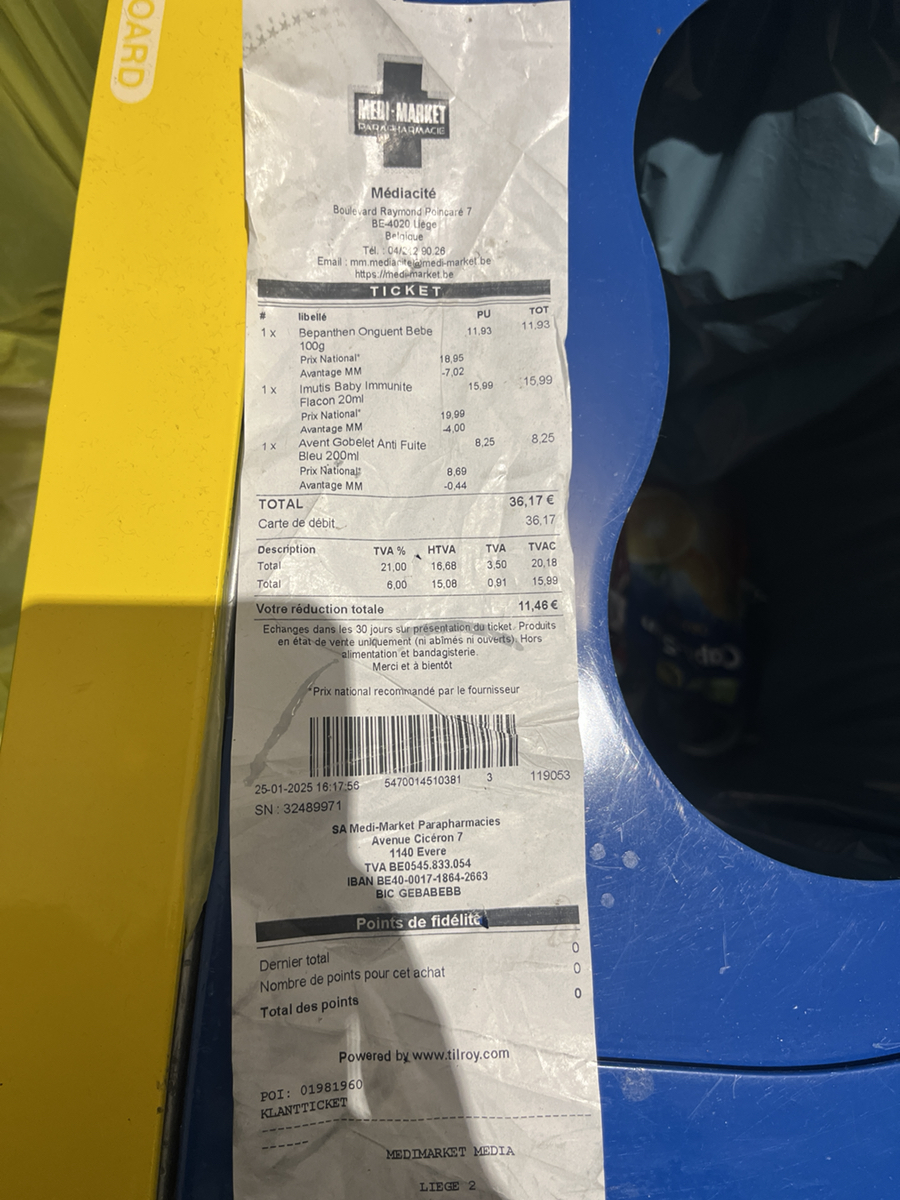 OARD
MEDI-MARKET
PARAPHARMACIE
Médiacité
Boulevard Raymond Poincaré 7
BE-4020 Liège
Belgique
Tél. : 04/2 2 90.26
Email : mm.mediacite@medi-market.be
https://medi-market.be
TICKET
# libellé PU TOT
1 x Bepanthen Onguent Bebe 11,93 11,93
100g
Prix National* 18,95
Avantage MM -7,02
1 x Imutis Baby Immunite 15,99 15,99
Flacon 20ml
Prix National* 19,99
Avantage MM -4,00
1 x Avent Gobelet Anti Fuite 8,25 8,25
Bleu 200ml
Prix National* 8,69
Avantage MM -0,44
TOTAL 36,17 €
Carte de débit 36,17
Description TVA % HTVA TVA TVAC
Total 21,00 16,68 3,50 20,18
Total 6,00 15,08 0,91 15,99
Votre réduction totale 11,46 €
Echanges dans les 30 jours sur présentation du ticket. Produits
en état de vente uniquement (ni abîmés ni ouverts). Hors
alimentation et bandagisterie.
Merci et à bientôt
*Prix national recommandé par le fournisseur
25-01-2025 16:17:56 5470014510381 3 119053
SN : 32489971
SA Medi-Market Parapharmacies
Avenue Cicéron 7
1140 Evere
TVA BE0545.833.054
IBAN BE40-0017-1864-2663
BIC GEBABEBB
Points de fidélité
Dernier total 0
Nombre de points pour cet achat 0
Total des points 0
Powered by www.tilroy.com
POI: 01981960
KLANTTICKET
MEDIMARKET MEDIA
LIEGE 2